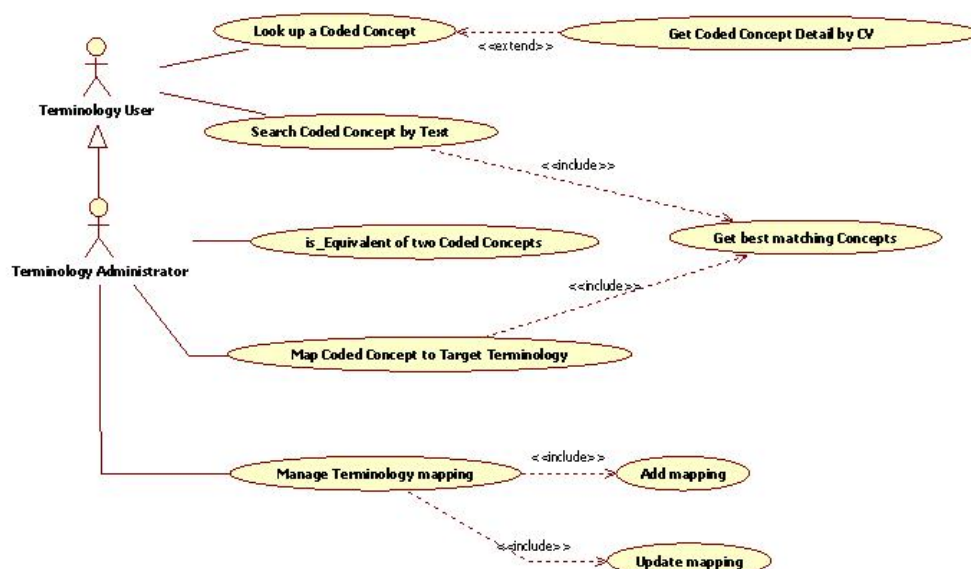 Look up a Coded Concept
Get Coded Concept Detail by CV
<<extend>>
Terminology User
Search Coded Concept by Text
<<include>>
is_Equivalent of two Coded Concepts
Get best matching Concepts
Terminology Administrator
<<include>>
Map Coded Concept to Target Terminology
<<include>>
Manage Terminology mapping
Add mapping
<<include>>
Update mapping